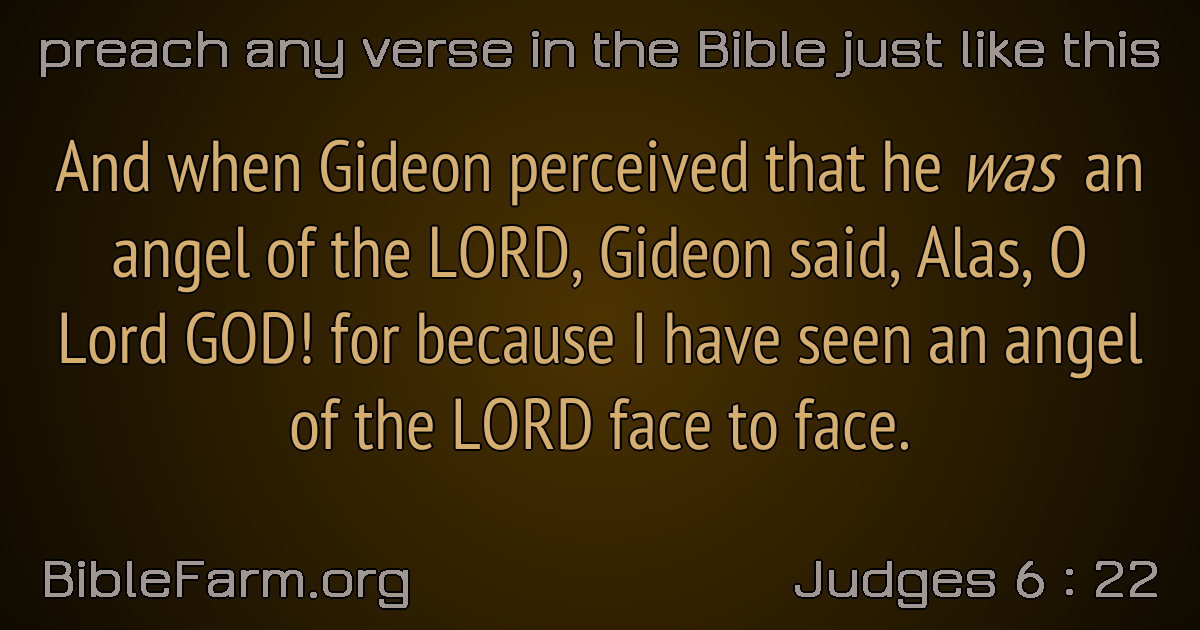 preach any verse in the Bible just like this
And when Gideon perceived that he was an
angel of the LORD, Gideon said, Alas, O
Lord GOD! for because I have seen an angel
of the LORD face to face.
BibleFarm.org
Judges 6 : 22